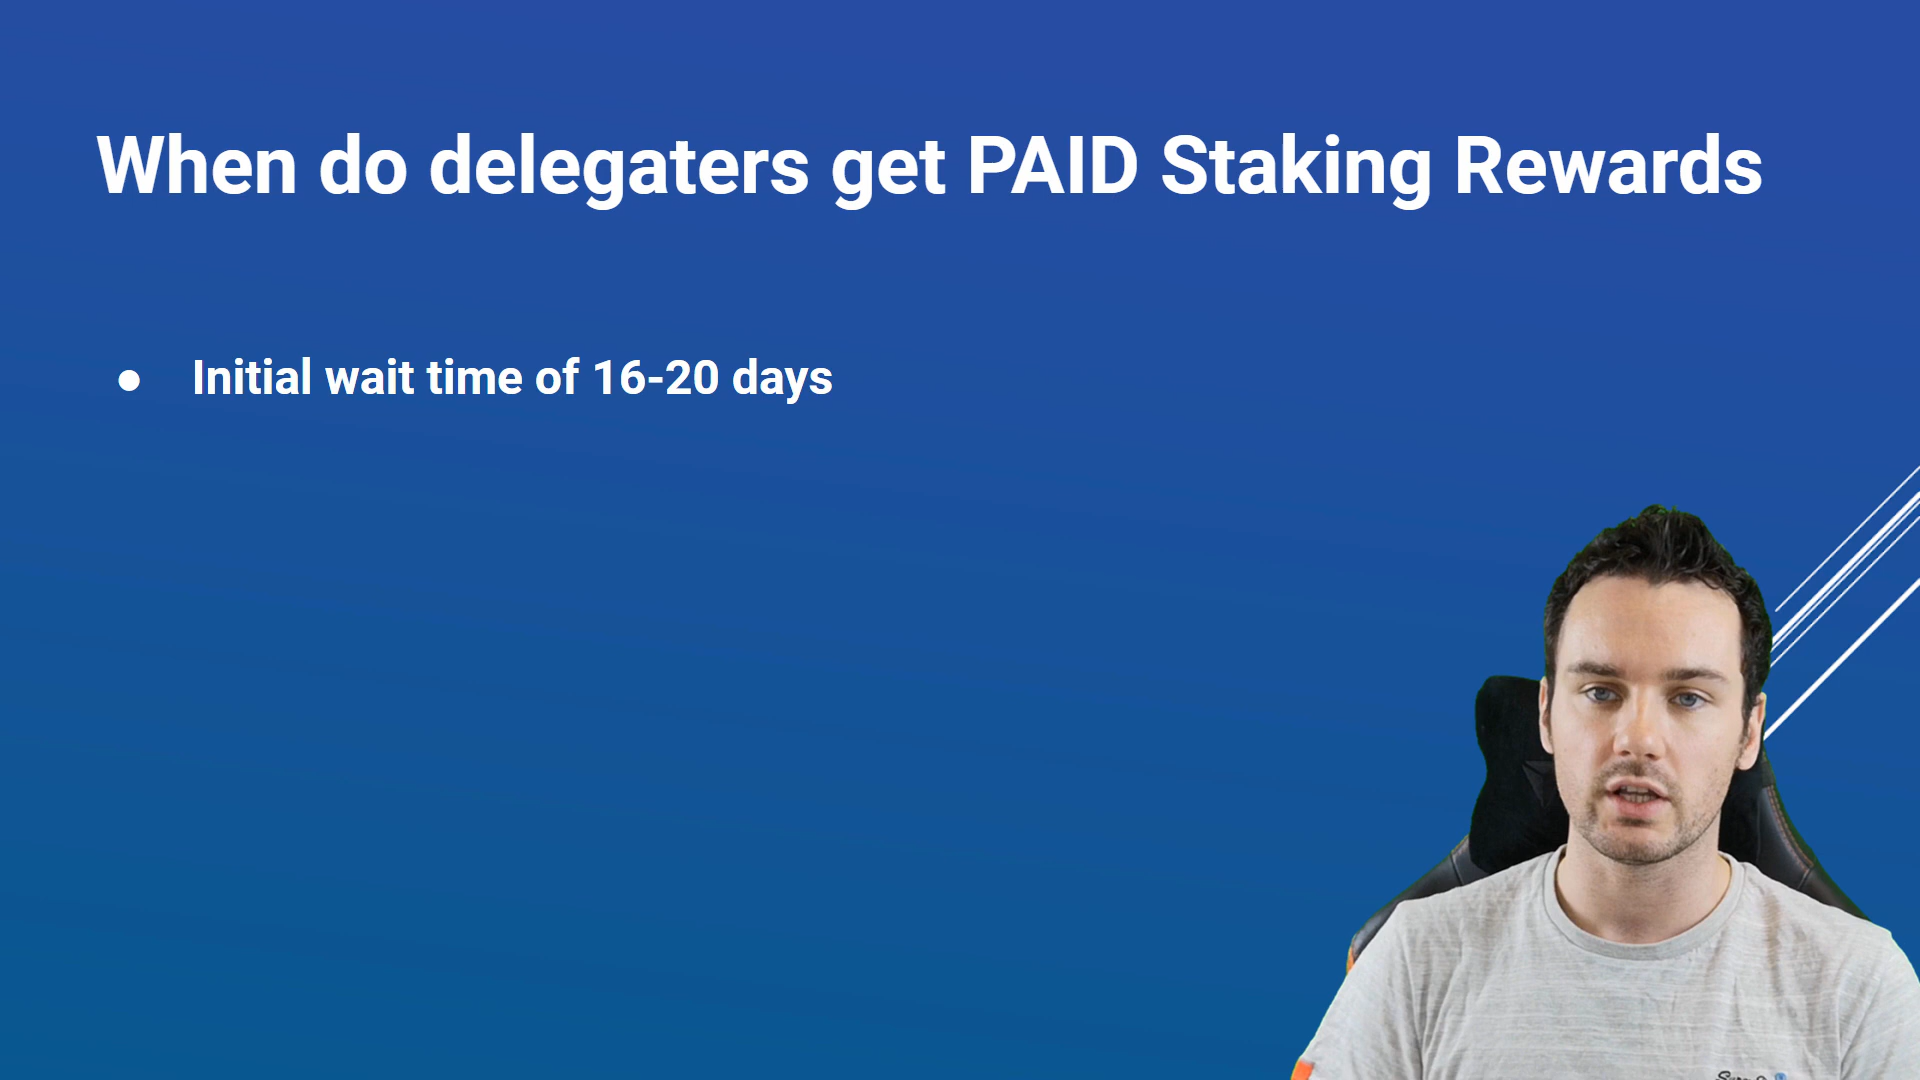 When do delegaters get PAID Staking Rewards
● Initial wait time of 16-20 days